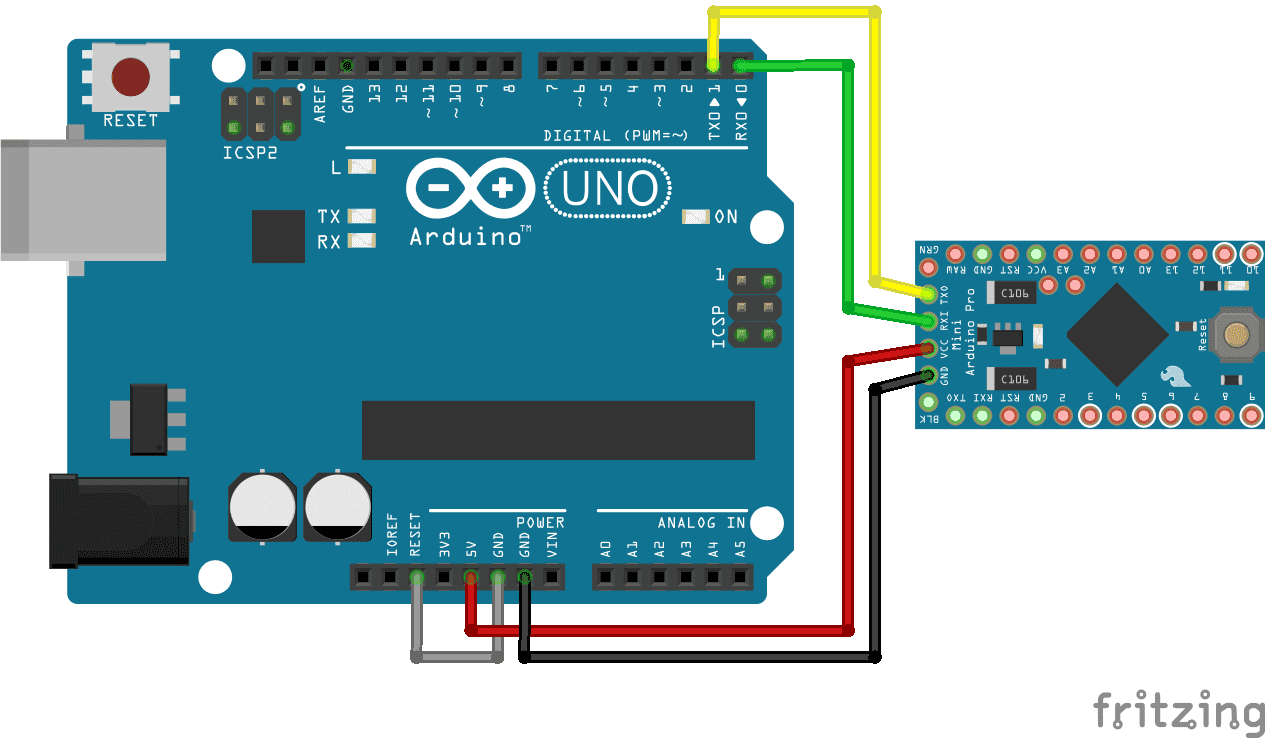 RESET
ICSP2
AREF
GND
13
12
~11
~10
~9
8
7
~6
~5
4
~3
2
TX0▶1
RX0◀0
DIGITAL (PWM=~)
L
TX
RX
Arduino™
UNO
ON
1
ICSP
IOREF
RESET
3V3
5V
GND
GND
VIN
POWER
ANALOG IN
A0
A1
A2
A3
A4
A5
GRN
RAW
GND
RST
VCC
A3
A2
A1
A0
13
12
11
10
TXO
RXI
VCC
GND
BLK
Arduino Pro
Mini
C106
C106
Reset
TXO
RXI
RST
GND
2
3
4
5
6
7
8
9
fritzing